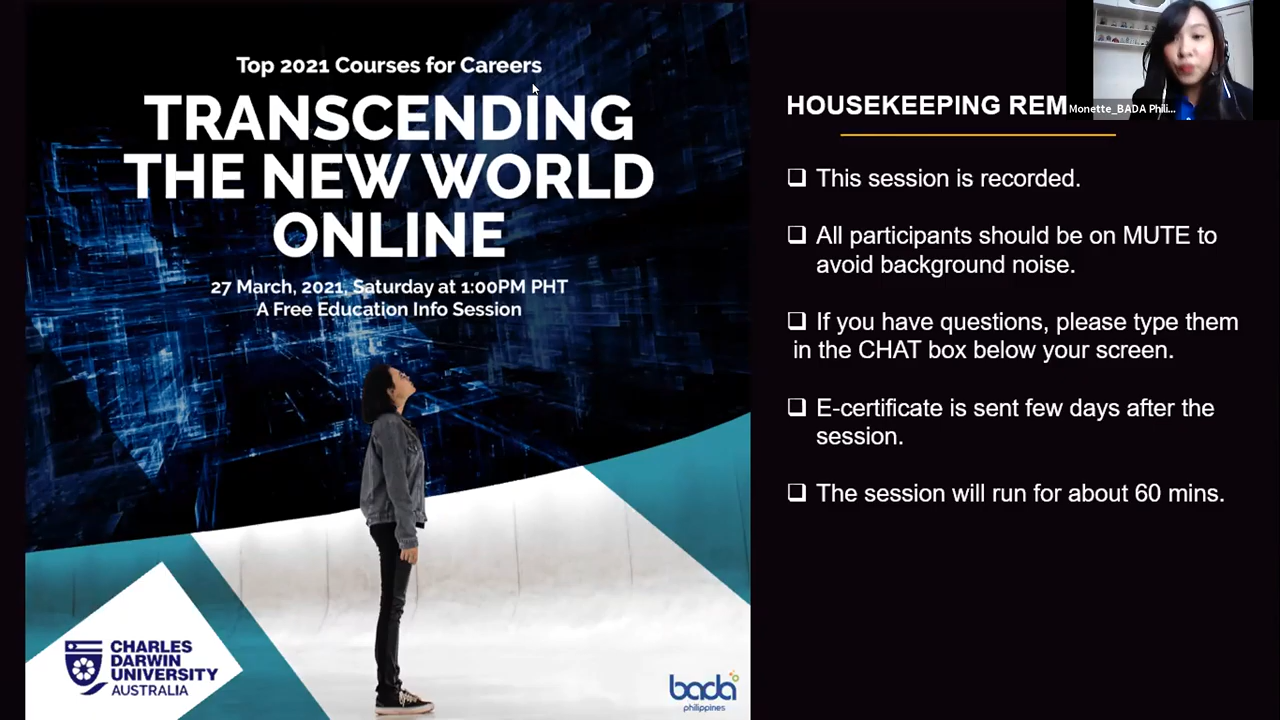 Top 2021 Courses for Careers
TRANSCENDING
THE NEW WORLD
ONLINE
27 March, 2021, Saturday at 1:00PM PHT
A Free Education Info Session
CHARLES
DARWIN
UNIVERSITY
AUSTRALIA
bada
philippines
HOUSEKEEPING REM
Monette_BADA Phili...
❑ This session is recorded.
❑ All participants should be on MUTE to
avoid background noise.
❑ If you have questions, please type them
in the CHAT box below your screen.
❑ E-certificate is sent few days after the
session.
❑ The session will run for about 60 mins.